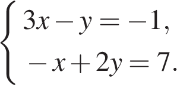 3x − y = −1,
−x + 2y = 7.